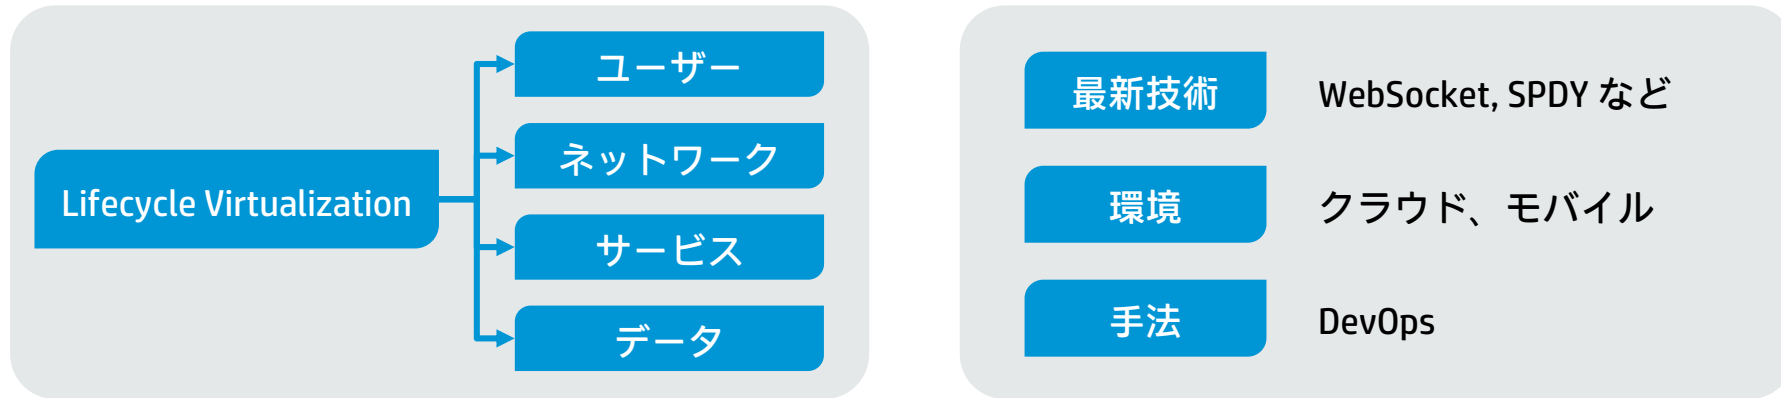 Lifecycle Virtualization
ユーザー
ネットワーク
サービス
データ
最新技術 WebSocket, SPDY など
環境 クラウド、モバイル
手法 DevOps